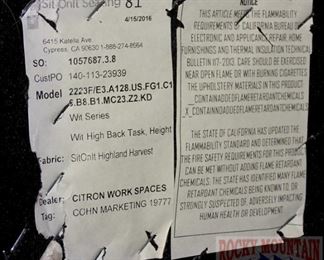 SitOnIt Seating 81
4/15/2016
6415 Katella Ave.
Cypress, CA 90630 1-888-274-8664
SO: 1057687.3.8
CustPO 140-113-23939
Model 2223F/E3.A128.US.FG1.C1
6.B8.B1.MC23.Z2.KD
Wit Series
Wit High Back Task, Height
Fabric: SitOnIt Highland Harvest
Dealer: CITRON WORK SPACES
Tag: COHN MARKETING 19777
NOTICE
THIS ARTICLE MEETS THE FLAMMABILITY
REQUIREMENTS OF CALIFORNIA BUREAU OF
ELECTRONIC AND APPLIANCE REPAIR, HOME
FURNISHINGS AND THERMAL INSULATION TECHNICAL
BULLETIN 117-2013. CARE SHOULD BE EXERCISED
NEAR OPEN FLAME OR WITH BURNING CIGARETTES.
THE UPHOLSTERY MATERIALS IN THIS PRODUCT:
_CONTAIN ADDED FLAME RETARDANT CHEMICALS
X_CONTAIN NO ADDED FLAME RETARDANT CHEMICALS
THE STATE OF CALIFORNIA HAS UPDATED THE
FLAMMABILITY STANDARD AND DETERMINED THAT
THE FIRE SAFETY REQUIREMENTS FOR THIS PRODUCT
CAN BE MET WITHOUT ADDING FLAME RETARDANT
CHEMICALS. THE STATE HAS IDENTIFIED MANY FLAME
RETARDANT CHEMICALS AS BEING KNOWN TO, OR
STRONGLY SUSPECTED OF, ADVERSELY IMPACTING
HUMAN HEALTH OR DEVELOPMENT.
ROCKY MOUNTAIN